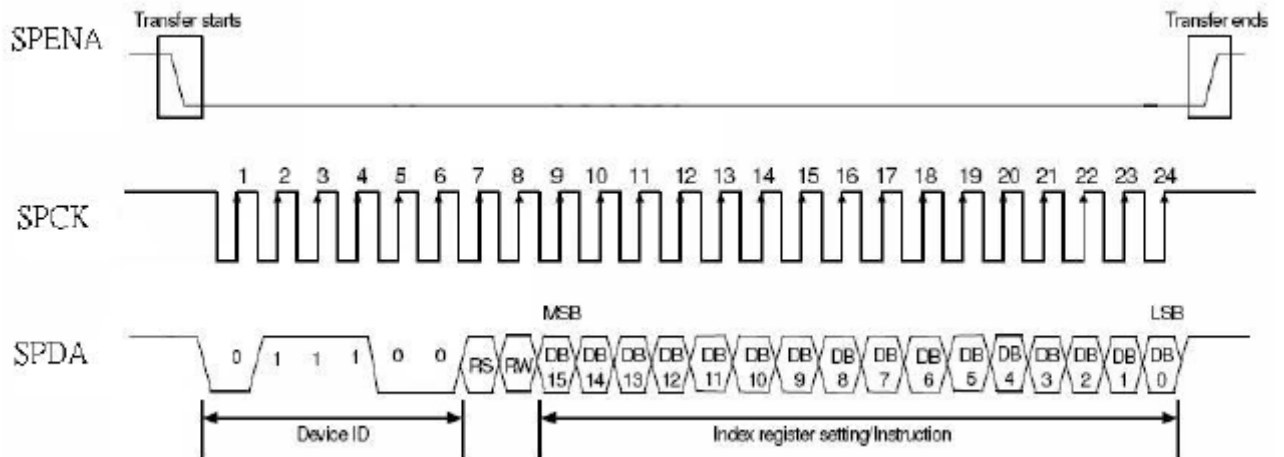 Transfer starts
Transfer ends
SPENA
1 2 3 4 5 6 7 8 9 10 11 12 13 14 15 16 17 18 19 20 21 22 23 24
SPCK
MSB
LSB
SPDA
0 1 1 1 0 0 RS RW DB DB DB DB DB DB DB DB DB DB DB DB DB DB DB DB
15 14 13 12 11 10 9 8 7 6 5 4 3 2 1 0
Device ID
Index register setting/Instruction